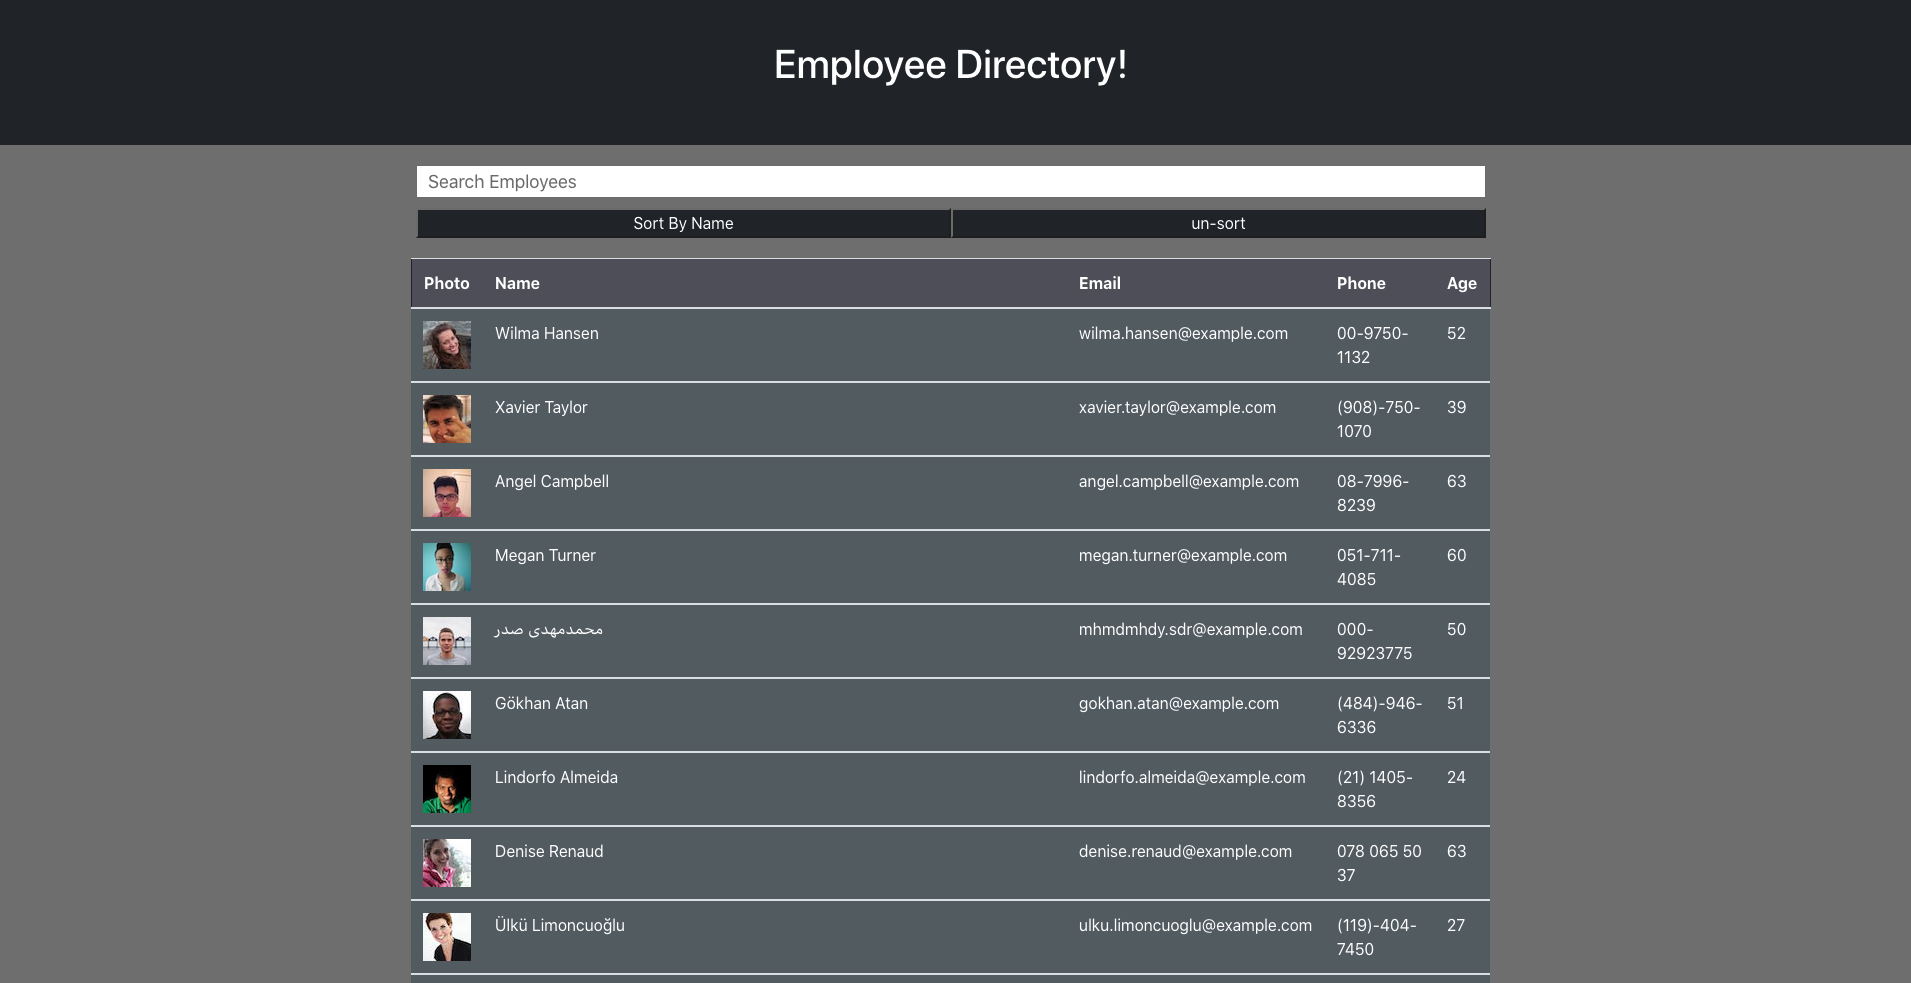 Employee Directory!
Search Employees
Sort By Name un-sort
Photo Name Email Phone Age
Wilma Hansen wilma.hansen@example.com 00-9750- 52
1132
Xavier Taylor xavier.taylor@example.com (908)-750- 39
1070
Angel Campbell angel.campbell@example.com 08-7996- 63
8239
Megan Turner megan.turner@example.com 051-711- 60
4085
محمدمهدی صدر mhmdmhdy.sdr@example.com 000- 50
92923775
Gökhan Atan gokhan.atan@example.com (484)-946- 51
6336
Lindorfo Almeida lindorfo.almeida@example.com (21) 1405- 24
8356
Denise Renaud denise.renaud@example.com 078 065 50 63
37
Ülkü Limoncuoğlu ulku.limoncuoglu@example.com (119)-404- 27
7450